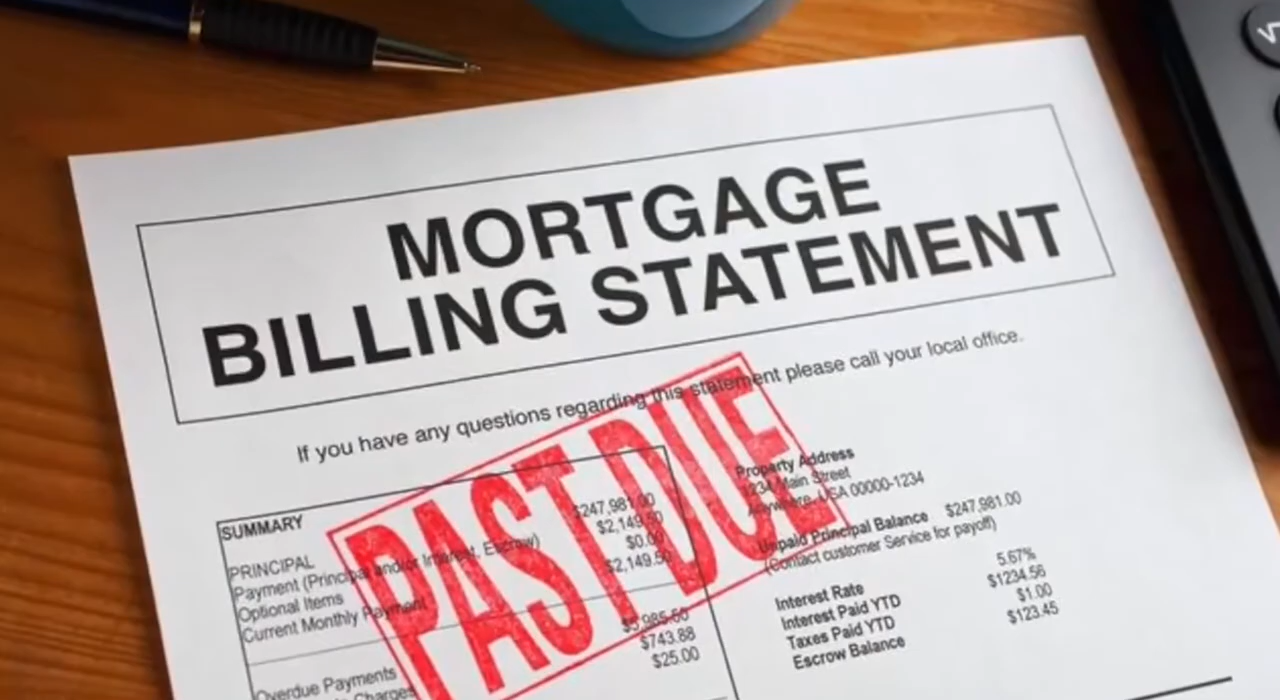 MORTGAGE
BILLING STATEMENT
If you have any questions regarding this statement please call your local office.
PAST DUE
SUMMARY
PRINCIPAL $247,981.00
Payment (Principal and/or Interest, Escrow) $2,149.50
Optional Items $0.00
Current Monthly Payment $2,149.50
Overdue Payments
Charges $743.88
$25.00
Property Address
1234 Main Street
Anywhere, USA 00000-1234
Unpaid Principal Balance $247,981.00
(Contact customer Service for payoff)
Interest Rate 5.67%
Interest Paid YTD $1234.56
Taxes Paid YTD $1.00
Escrow Balance $123.45